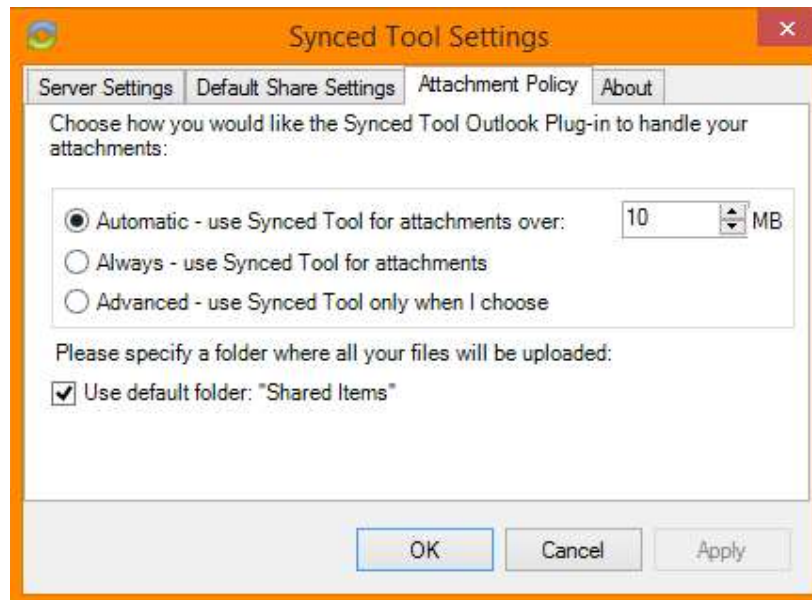 Synced Tool Settings
Server Settings Default Share Settings Attachment Policy About
Choose how you would like the Synced Tool Outlook Plug-in to handle your
attachments:
Automatic - use Synced Tool for attachments over: 10 MB
Always - use Synced Tool for attachments
Advanced - use Synced Tool only when I choose
Please specify a folder where all your files will be uploaded:
Use default folder: "Shared Items"
OK Cancel Apply